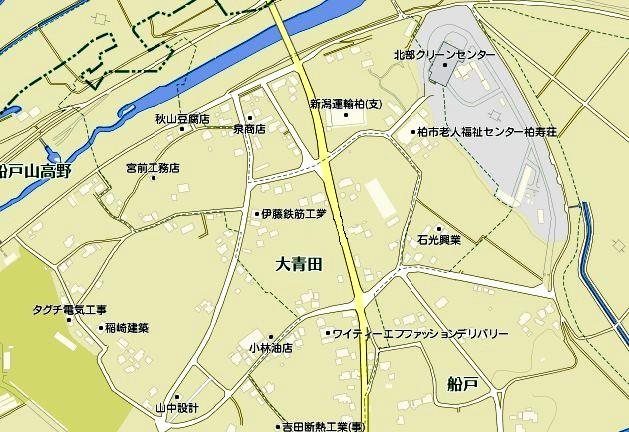 北部クリーンセンター
新潟運輸柏(支)
秋山豆腐店
泉商店
柏市老人福祉センター柏寿荘
船戸山高野
宮前工務店
伊藤鉄筋工業
石光興業
大青田
タグチ電気工事
稲崎建築
ワイティーエフファッションデリバリー
小林油店
船戸
山中設計
吉田断熱工業(事)